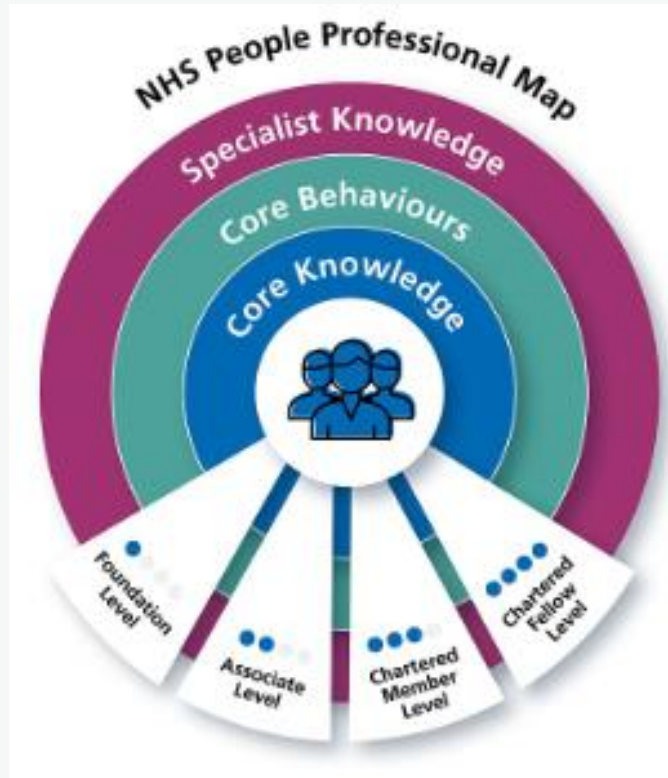 NHS People Professional Map
Specialist Knowledge
Core Behaviours
Core Knowledge
Foundation
Level
Associate
Level
Chartered
Member
Level
Chartered
Fellow
Level